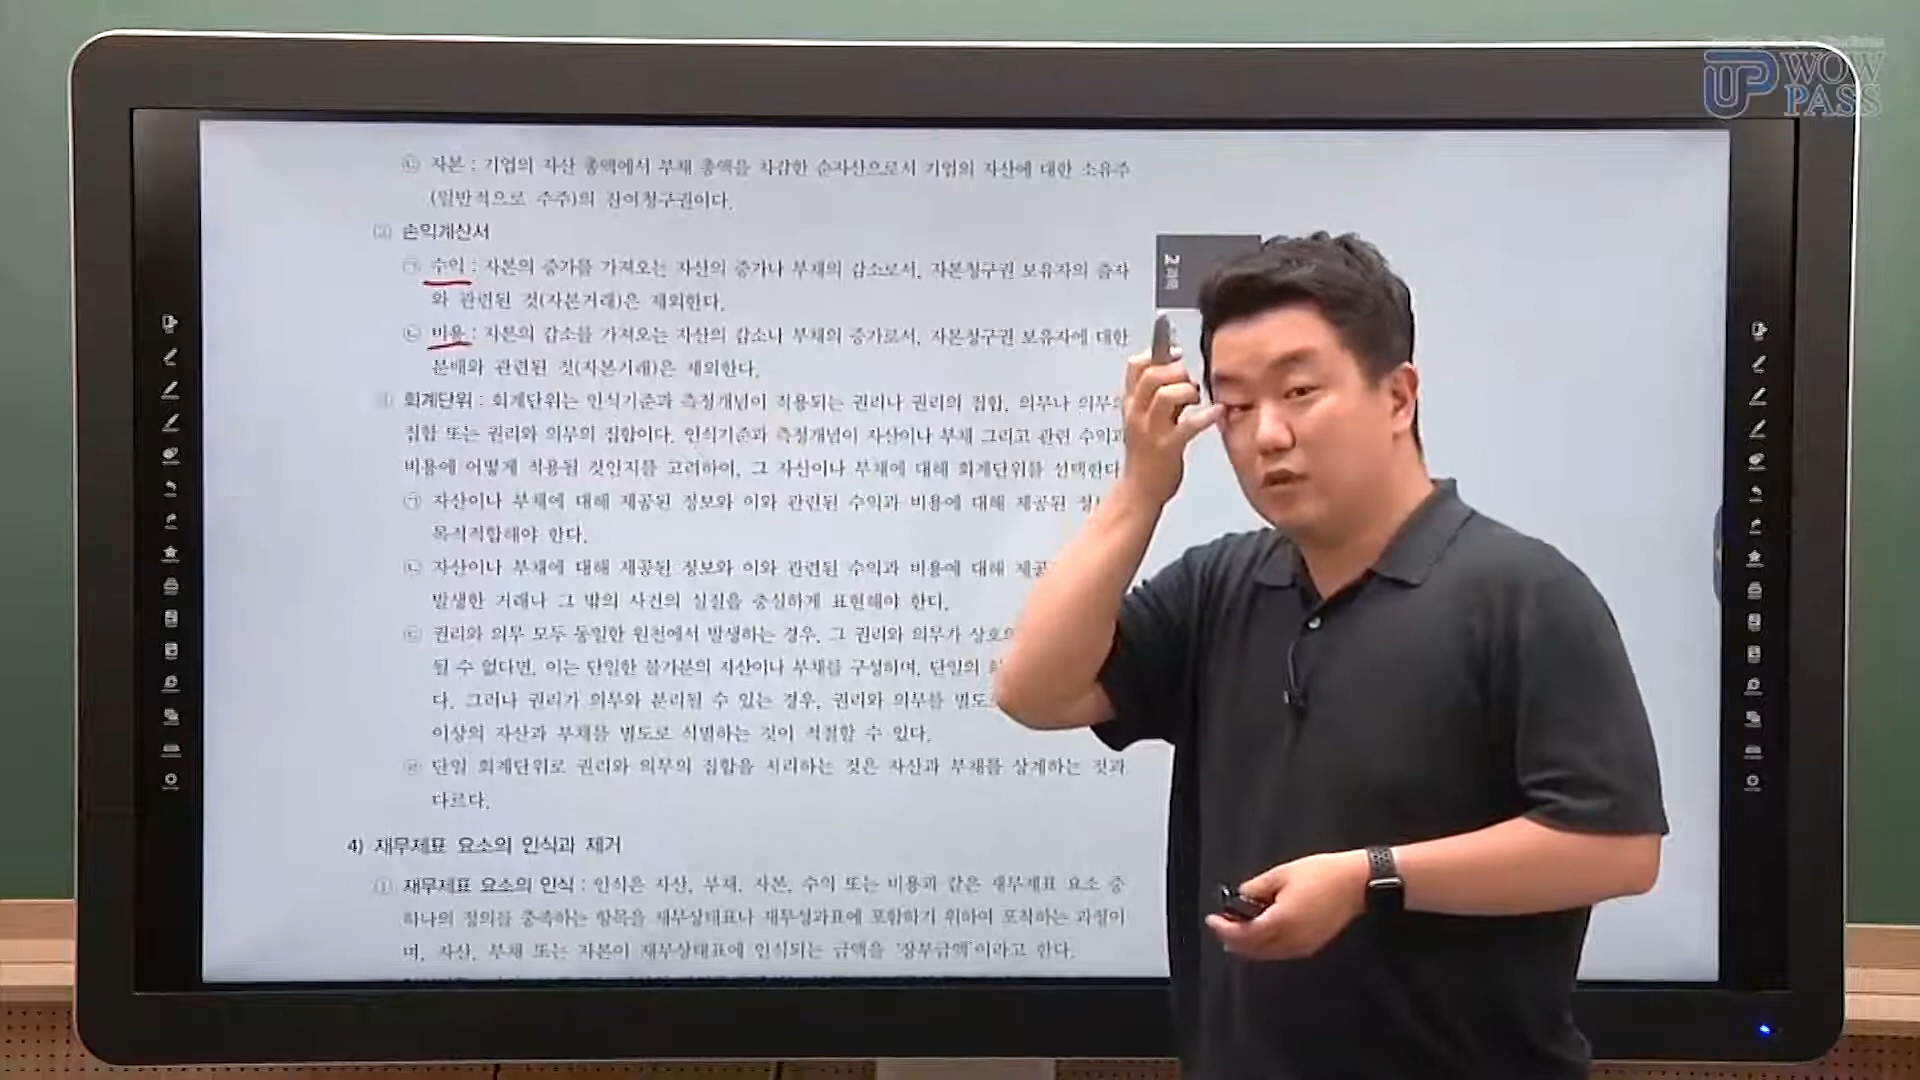 WOW
UP PASS
㉡ 자본 : 기업의 자산 총액에서 부채 총액을 차감한 순자산으로서 기업의 자산에 대한 소유주
(일반적으로 주주)의 잔여청구권이다.
② 손익계산서
㉠ 수익 : 자본의 증가를 가져오는 자산의 증가나 부채의 감소로서, 자본청구권 보유자의 출자
와 관련된 것(자본거래)은 제외한다.
㉡ 비용 : 자본의 감소를 가져오는 자산의 감소나 부채의 증가로서, 자본청구권 보유자에 대한
분배와 관련된 것(자본거래)은 제외한다.
③ 회계단위 : 회계단위는 인식기준과 측정개념이 적용되는 권리나 권리의 집합, 의무나 의무의
집합 또는 권리와 의무의 집합이다. 인식기준과 측정개념이 자산이나 부채 그리고 관련 수익과
비용에 어떻게 적용될 것인지를 고려하여, 그 자산이나 부채에 대해 회계단위를 선택한다
㉠ 자산이나 부채에 대해 제공된 정보와 이와 관련된 수익과 비용에 대해 제공된
목적적합해야 한다.
㉡ 자산이나 부채에 대해 제공된 정보와 이와 관련된 수익과 비용에 대해
발생한 거래나 그 밖의 사건의 실질을 충실하게 표현해야 한다.
㉢ 권리와 의무 모두 동일한 원천에서 발생하는 경우, 그 권리와 의무가
될 수 없다면, 이는 단일한 불가분의 자산이나 부채를 구성하며, 단일의
다. 그러나 권리가 의무와 분리될 수 있는 경우, 권리와 의무를
이상의 자산과 부채를 별도로 식별하는 것이 적절할 수 있다.
㉣ 단일 회계단위로 권리와 의무의 집합을 처리하는 것은 자산과 부채를 상계하는 것과
다르다.
4) 재무제표 요소의 인식과 제거
① 재무제표 요소의 인식 : 인식은 자산, 부채, 자본, 수익 또는 비용과 같은 재무제표 요소 중
하나의 정의를 충족하는 항목을 재무상태표나 재무성과표에 포함하기 위하여 포착하는 과정이
며, 자산, 부채 또는 자본이 재무상태표에 인식되는 금액을 '장부금액'이라고 한다.
2과목